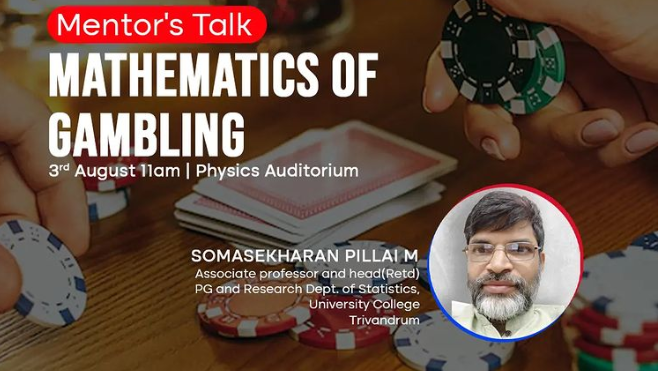 Mentor's Talk
MATHEMATICS OF
GAMBLING
3rd August 11am | Physics Auditorium
SOMASEKHARAN PILLAI M
Associate professor and head(Retd)
PG and Research Dept. of Statistics,
University College
Trivandrum